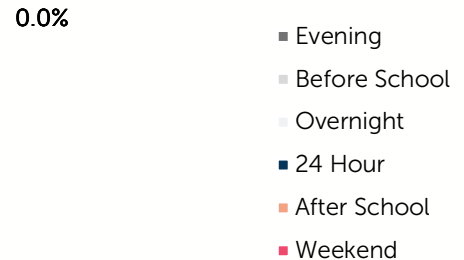 0.0%
Evening
Before School
Overnight
24 Hour
After School
Weekend